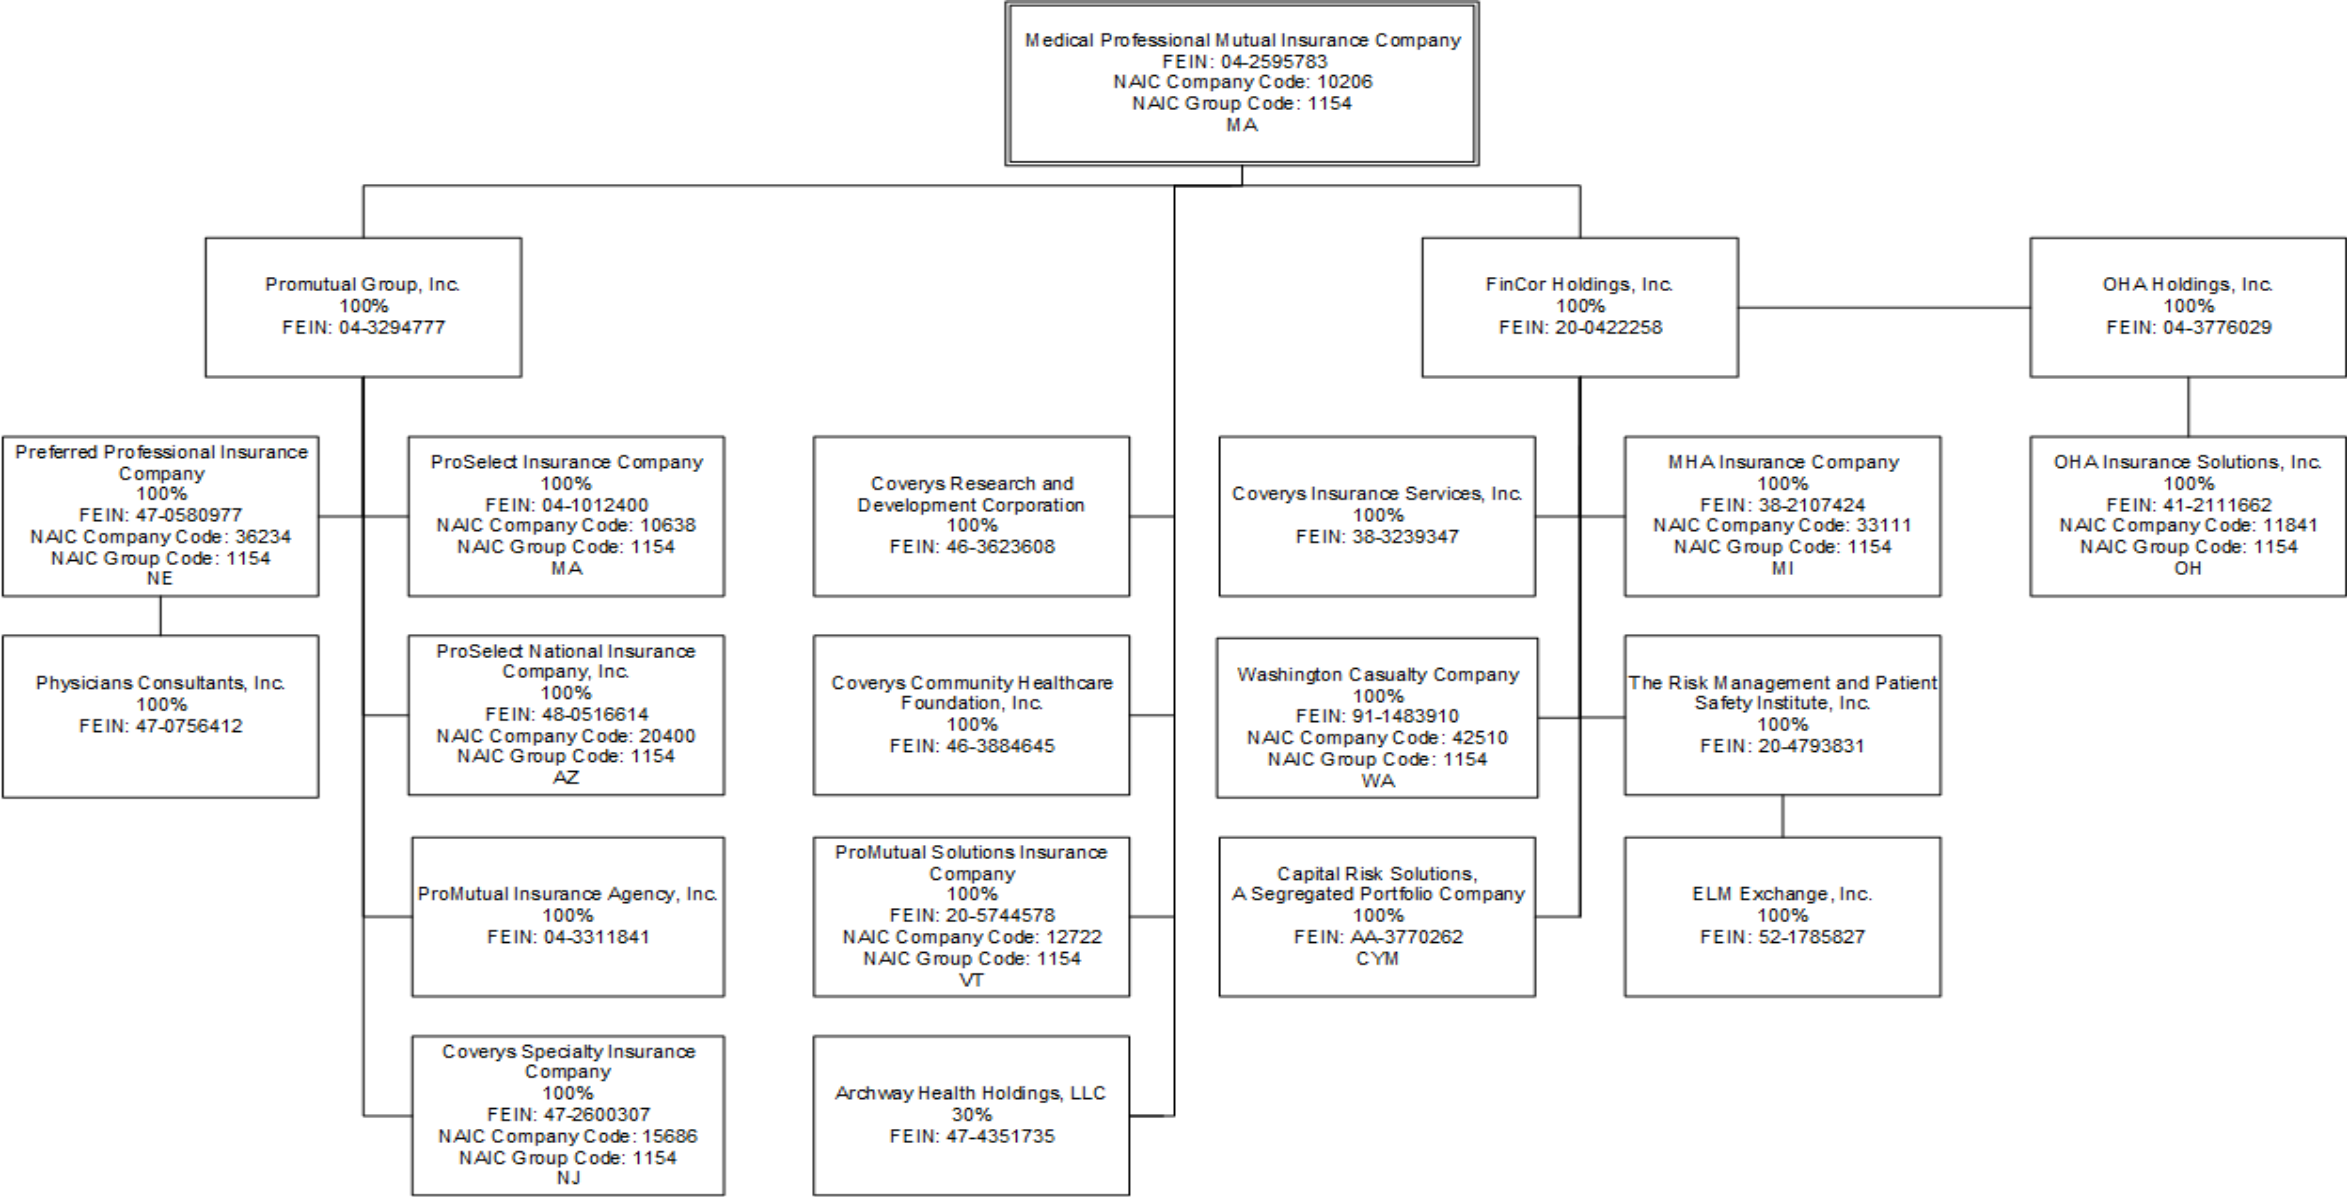 Medical Professional Mutual Insurance Company
FEIN: 04-2595783
NAIC Company Code: 10206
NAIC Group Code: 1154
MA
Promutual Group, Inc.
100%
FEIN: 04-3294777
FinCor Holdings, Inc.
100%
FEIN: 20-0422258
OHA Holdings, Inc.
100%
FEIN: 04-3776029
Preferred Professional Insurance
Company
100%
FEIN: 47-0580977
NAIC Company Code: 36234
NAIC Group Code: 1154
NE
ProSelect Insurance Company
100%
FEIN: 04-1012400
NAIC Company Code: 10638
NAIC Group Code: 1154
MA
Coverys Research and
Development Corporation
100%
FEIN: 46-3623608
Coverys Insurance Services, Inc.
100%
FEIN: 38-3239347
MHA Insurance Company
100%
FEIN: 38-2107424
NAIC Company Code: 33111
NAIC Group Code: 1154
MI
OHA Insurance Solutions, Inc.
100%
FEIN: 41-2111662
NAIC Company Code: 11841
NAIC Group Code: 1154
OH
Physicians Consultants, Inc.
100%
FEIN: 47-0756412
ProSelect National Insurance
Company, Inc.
100%
FEIN: 48-0516614
NAIC Company Code: 20400
NAIC Group Code: 1154
AZ
Coverys Community Healthcare
Foundation, Inc.
100%
FEIN: 46-3884645
Washington Casualty Company
100%
FEIN: 91-1483910
NAIC Company Code: 42510
NAIC Group Code: 1154
WA
The Risk Management and Patient
Safety Institute, Inc.
100%
FEIN: 20-4793831
ProMutual Insurance Agency, Inc.
100%
FEIN: 04-3311841
ProMutual Solutions Insurance
Company
100%
FEIN: 20-5744578
NAIC Company Code: 12722
NAIC Group Code: 1154
VT
Capital Risk Solutions,
A Segregated Portfolio Company
100%
FEIN: AA-3770262
CYM
ELM Exchange, Inc.
100%
FEIN: 52-1785827
Coverys Specialty Insurance
Company
100%
FEIN: 47-2600307
NAIC Company Code: 15686
NAIC Group Code: 1154
NJ
Archway Health Holdings, LLC
30%
FEIN: 47-4351735